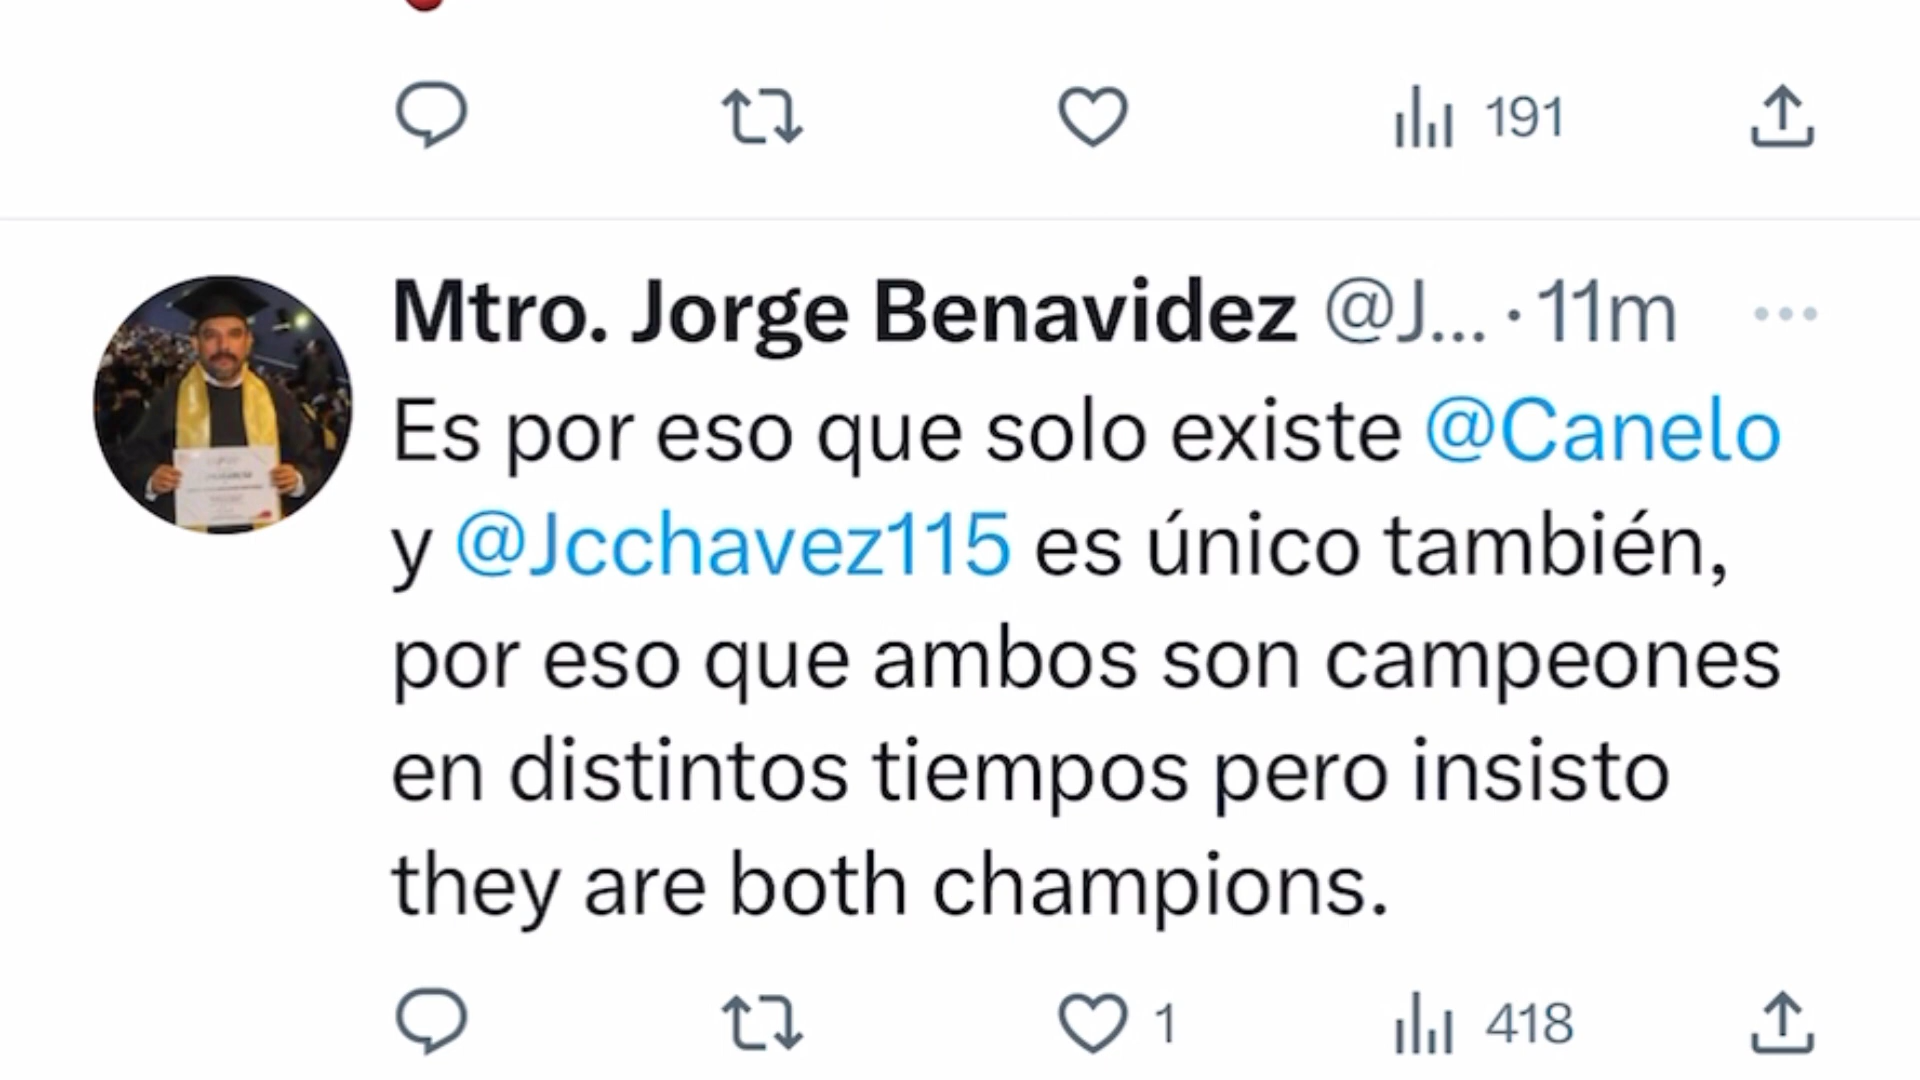 191
Mtro. Jorge Benavidez @J... · 11m
Es por eso que solo existe @Canelo
y @Jcchavez115 es único también,
por eso que ambos son campeones
en distintos tiempos pero insisto
they are both champions.
1 418